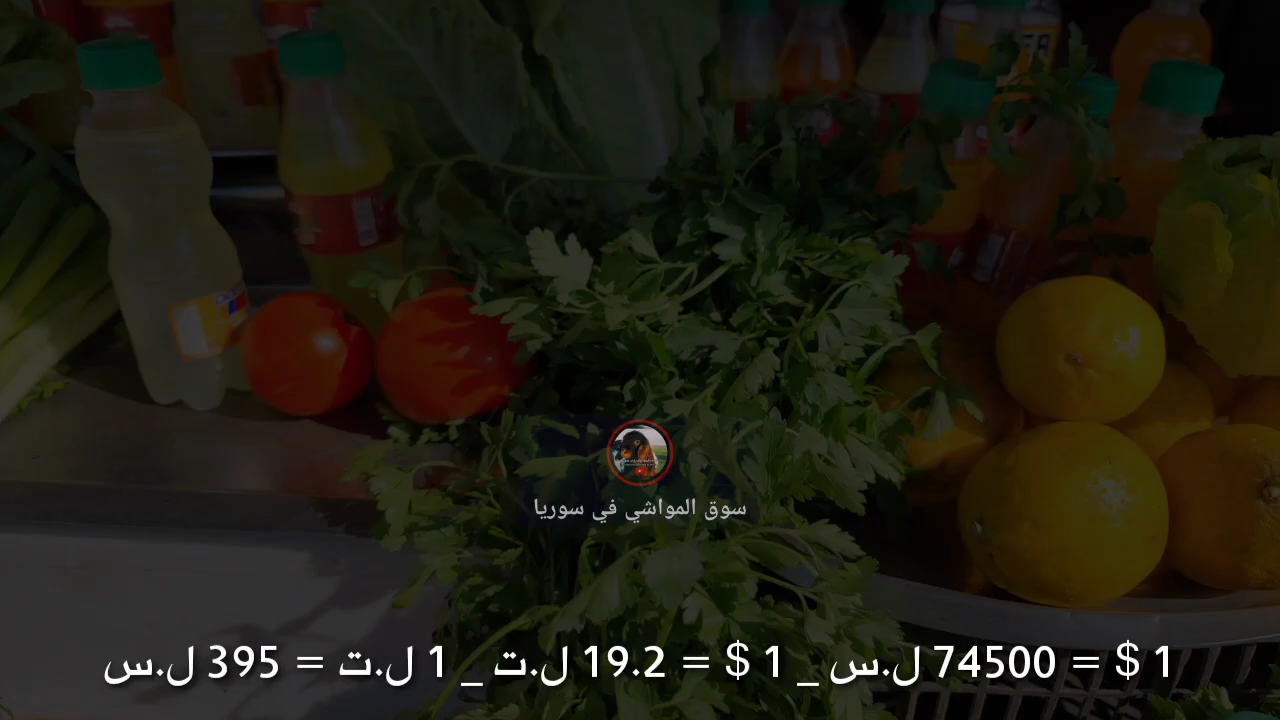 سوق المواشي في سوريا
1 $ = 74500 ل.س _ 1 $ = 19.2 ل.ت _ 1 ل.ت = 395 ل.س